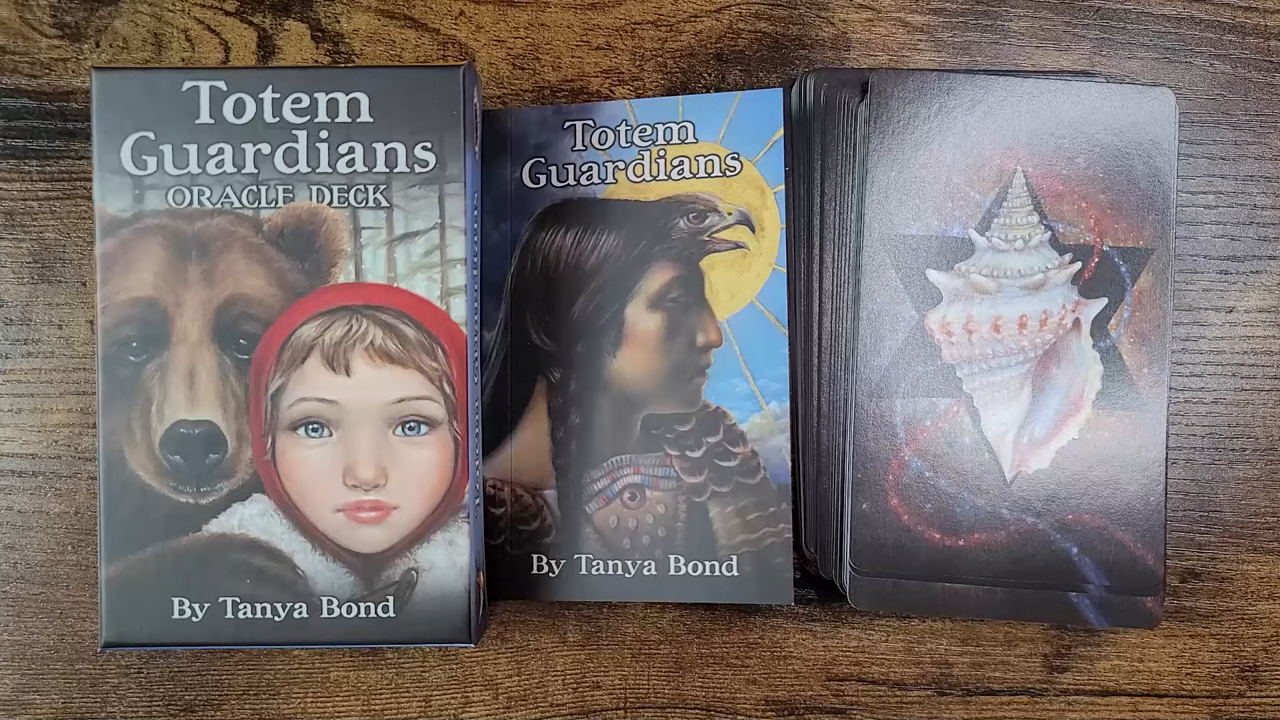 Totem
Guardians
ORACLE DECK
By Tanya Bond
Totem
Guardians
By Tanya Bond